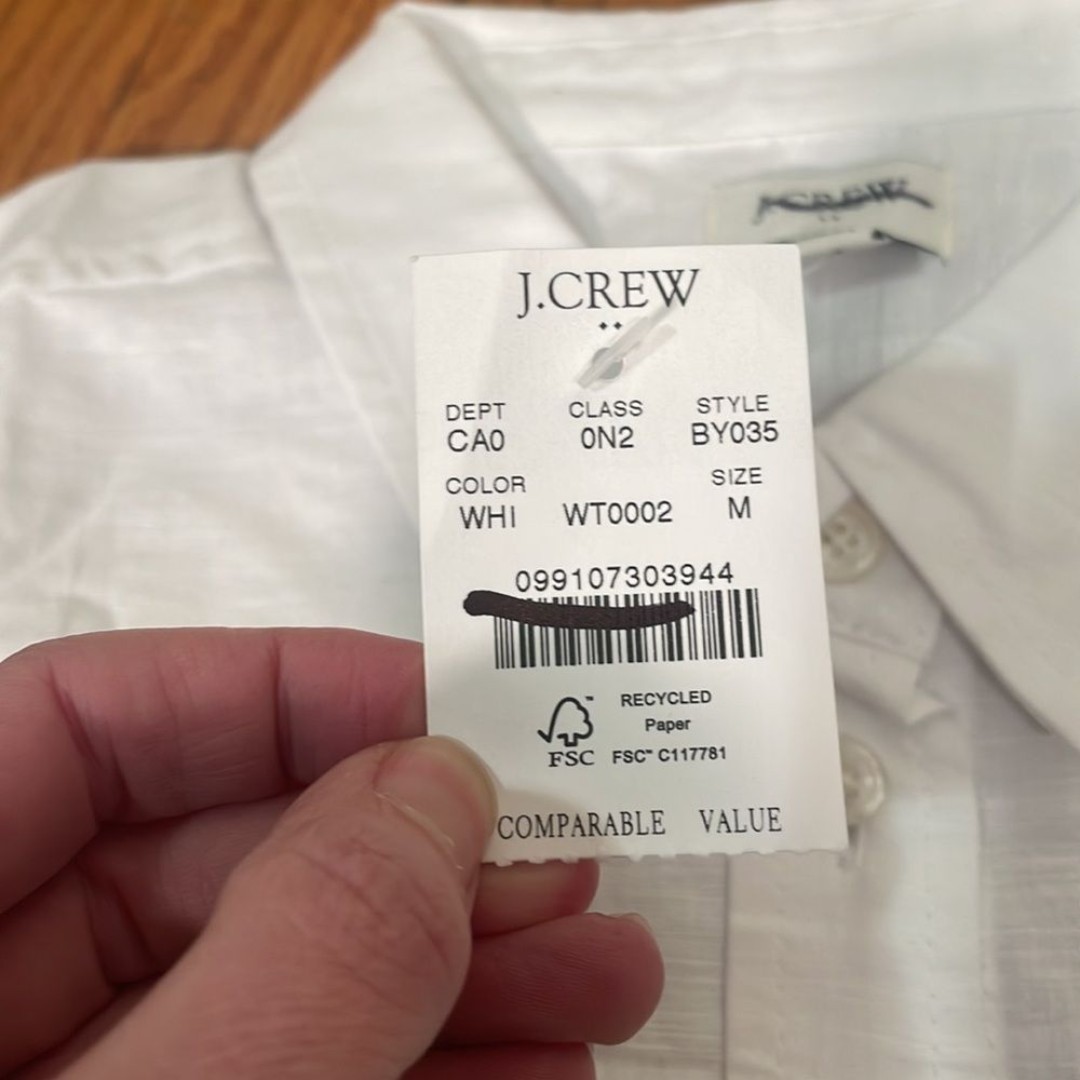 J.CREW
J.CREW
DEPT CLASS STYLE
CA0 0N2 BY035
COLOR SIZE
WHI WT0002 M
099107303944
RECYCLED
Paper
FSC FSC™ C117781
COMPARABLE VALUE